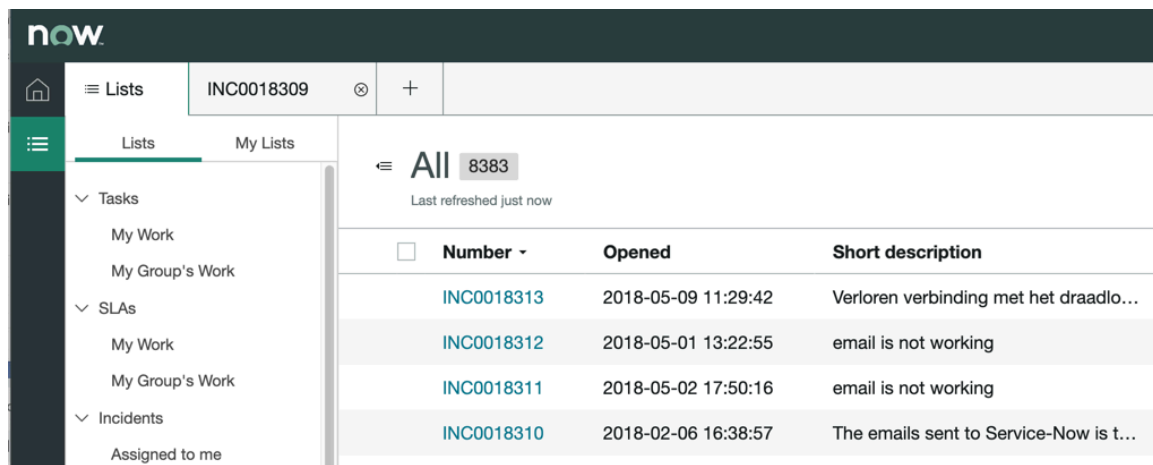 now
Lists INC0018309 +
Lists My Lists
All 8383
Last refreshed just now
Tasks
My Work
My Group's Work
SLAs
My Work
My Group's Work
Incidents
Assigned to me
Number Opened Short description
INC0018313 2018-05-09 11:29:42 Verloren verbinding met het draadlo...
INC0018312 2018-05-01 13:22:55 email is not working
INC0018311 2018-05-02 17:50:16 email is not working
INC0018310 2018-02-06 16:38:57 The emails sent to Service-Now is t...